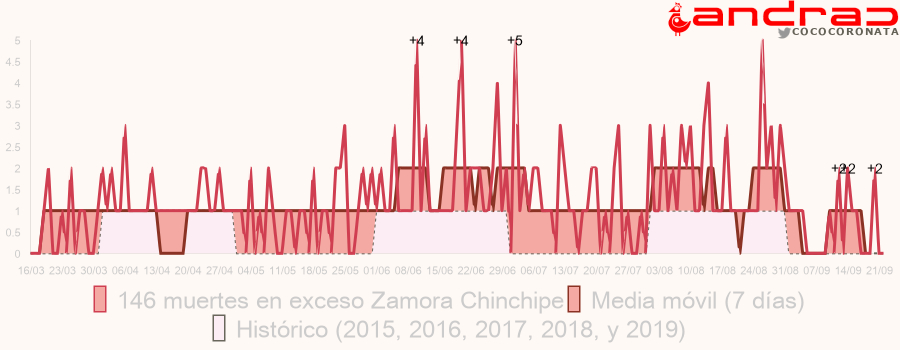 andrac
COCOCORONATA
5
4.5
4
3.5
3
2.5
2
1.5
1
0.5
0
+4 +4 +5 +2 +2 +2
16/03 23/03 30/03 06/04 13/04 20/04 27/04 04/05 11/05 18/05 25/05 01/06 08/06 15/06 22/06 29/06 06/07 13/07 20/07 27/07 03/08 10/08 17/08 24/08 31/08 07/09 14/09 21/09
146 muertes en exceso Zamora Chinchipe Media móvil (7 días)
Histórico (2015, 2016, 2017, 2018, y 2019)